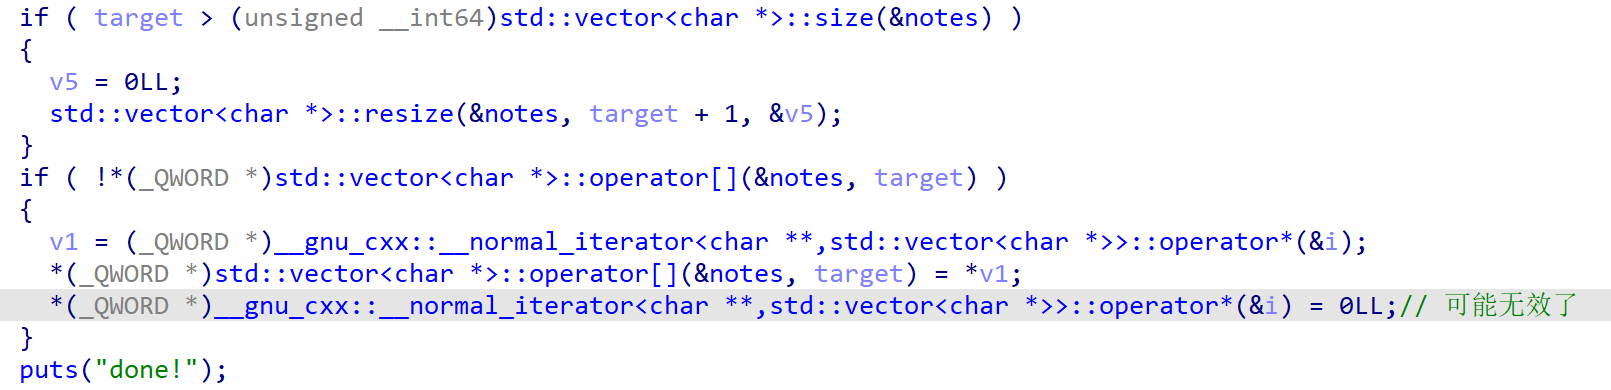 if ( target > (unsigned __int64)std::vector<char *>::size(&notes) )
{
  v5 = 0LL;
  std::vector<char *>::resize(&notes, target + 1, &v5);
}
if ( !*(_QWORD *)std::vector<char *>::operator[](&notes, target) )
{
  v1 = (_QWORD *)__gnu_cxx::__normal_iterator<char **,std::vector<char *>>::operator*(&i);
  *(_QWORD *)std::vector<char *>::operator[](&notes, target) = *v1;
  *(_QWORD *)__gnu_cxx::__normal_iterator<char **,std::vector<char *>>::operator*(&i) = 0LL;// 可能无效了
}
puts("done!");